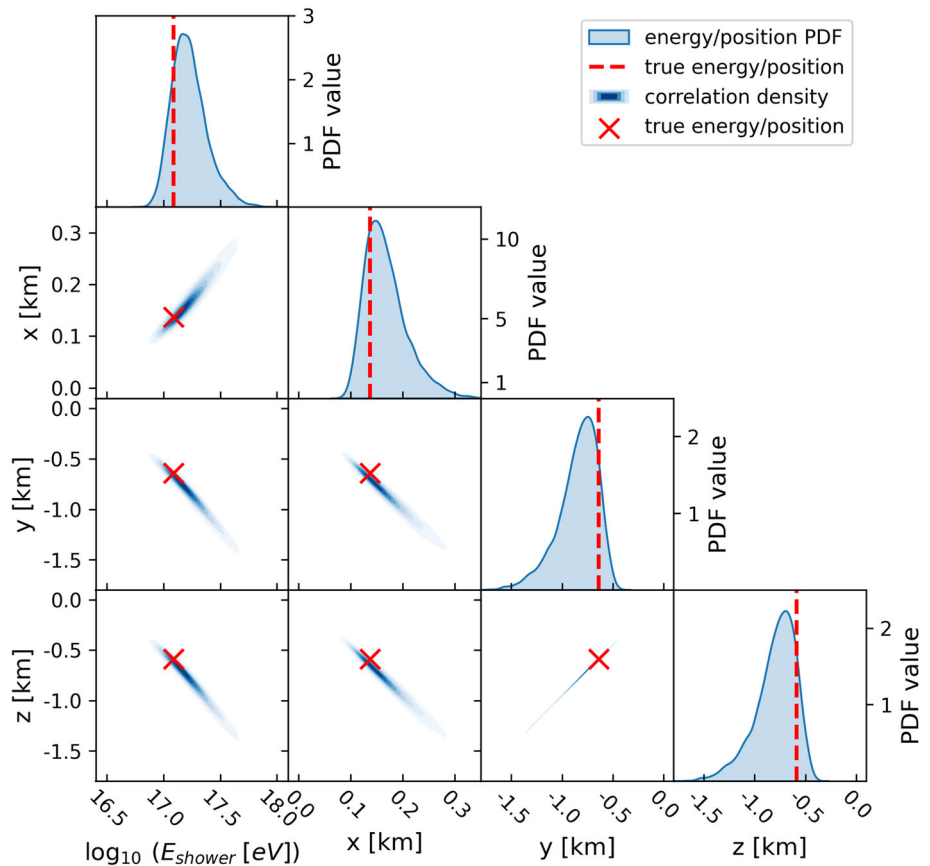 3
2
1
PDF value
energy/position PDF
true energy/position
correlation density
true energy/position
0.3
0.2
0.1
0.0
x [km]
10
5
1
PDF value
0.0
-0.5
-1.0
-1.5
y [km]
2
1
PDF value
0.0
-0.5
-1.0
-1.5
z [km]
2
1
PDF value
16.5 17.0 17.5 18.0 0.0 0.1 0.2 0.3 -1.5 -1.0 -0.5 0.0 -1.5 -1.0 -0.5 0.0
log₁₀ (E_shower [eV]) x [km] y [km] z [km]